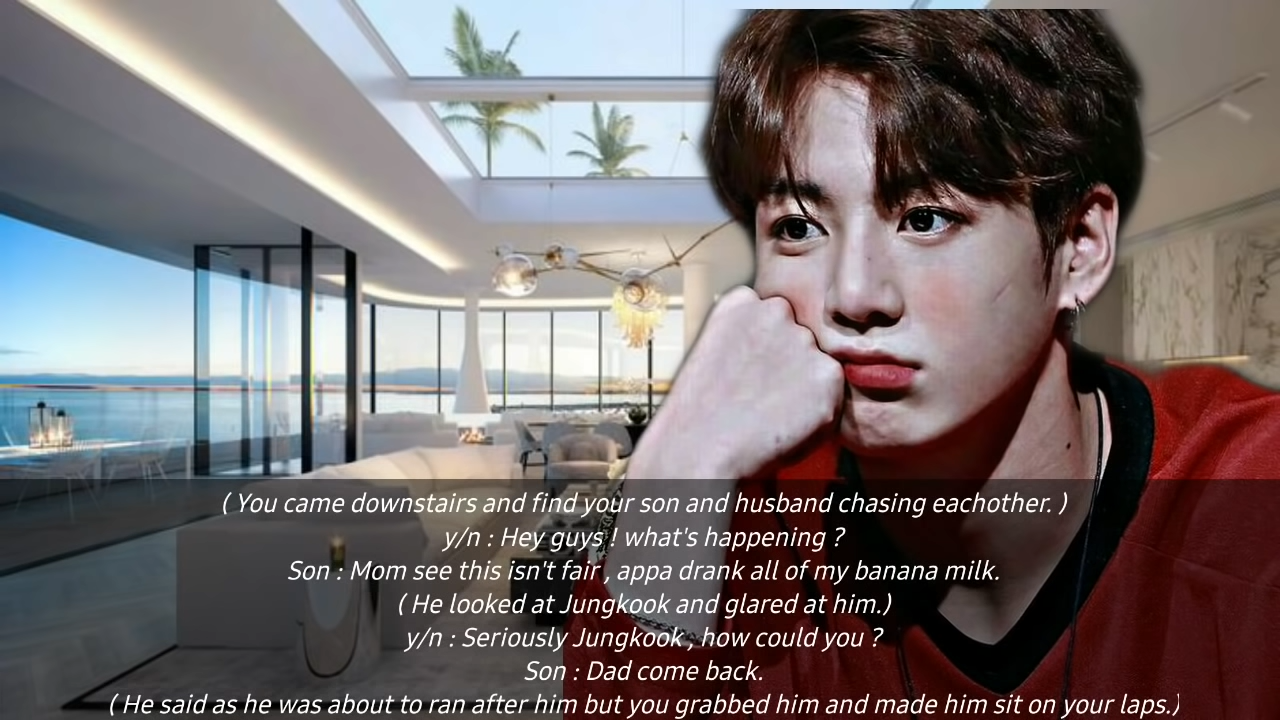 ( You came downstairs and find your son and husband chasing eachother. )
y/n : Hey guys ! what's happening ?
Son : Mom see this isn't fair , appa drank all of my banana milk.
( He looked at Jungkook and glared at him.)
y/n : Seriously Jungkook , how could you ?
Son : Dad come back.
( He said as he was about to ran after him but you grabbed him and made him sit on your laps.)